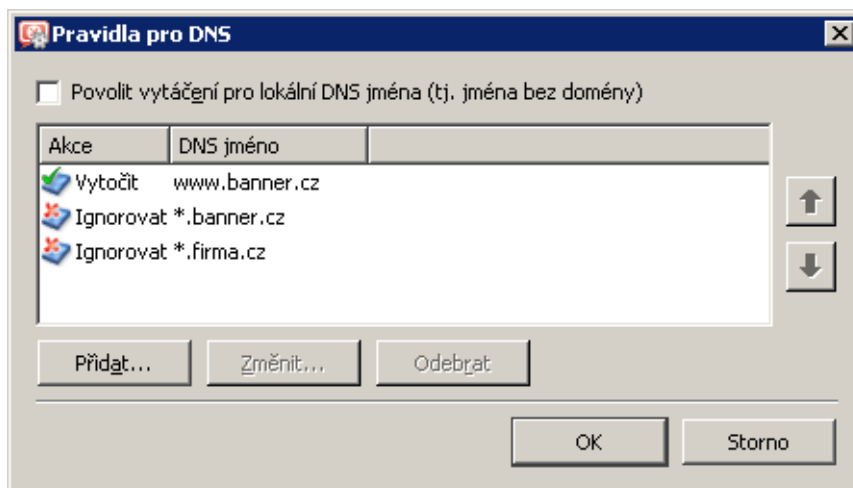 Pravidla pro DNS
Povolit vytáčení pro lokální DNS jména (tj. jména bez domény)
Akce DNS jméno
Vytočit www.banner.cz
Ignorovat *.banner.cz
Ignorovat *.firma.cz
Přidat... Změnit... Odebrat
OK Storno